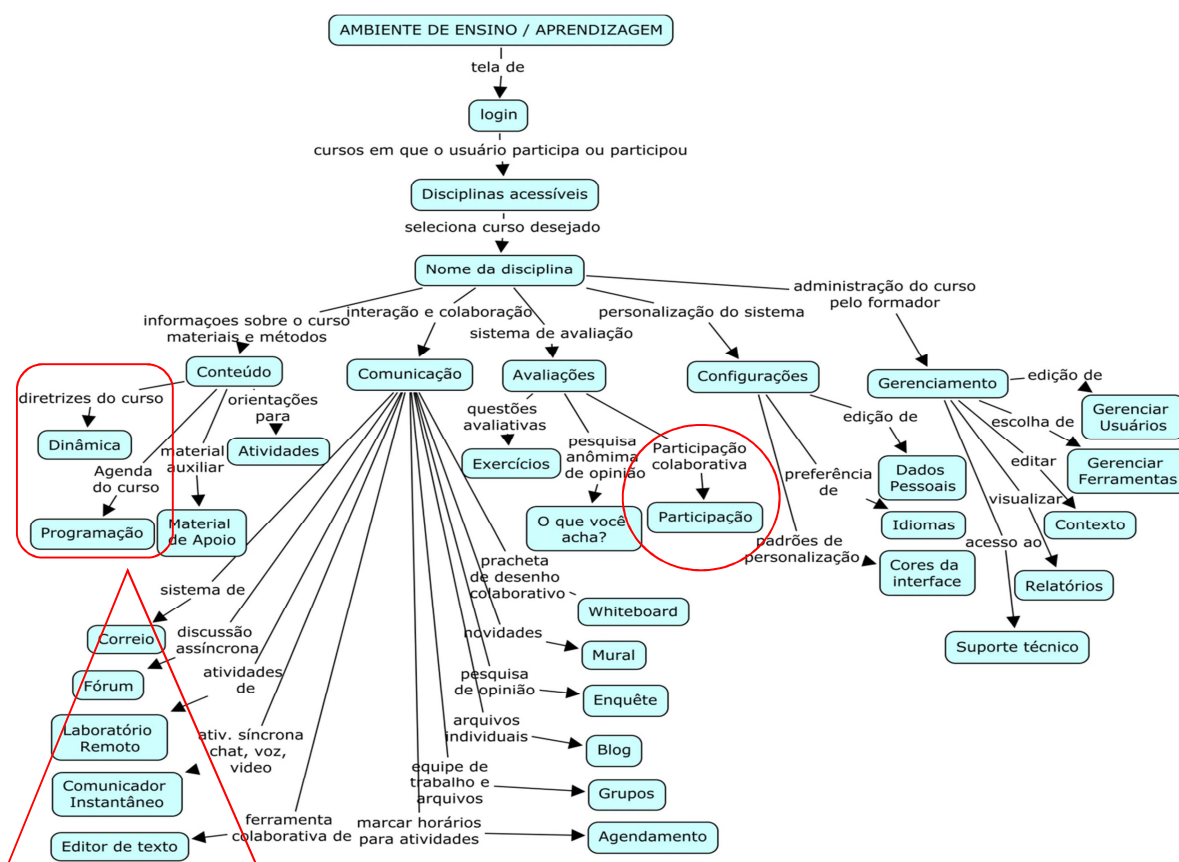 AMBIENTE DE ENSINO / APRENDIZAGEM
tela de
login
cursos em que o usuário participa ou participou
Disciplinas acessíveis
seleciona curso desejado
Nome da disciplina
informaçoes sobre o curso
materiais e métodos
interação e colaboração
sistema de avaliação
personalização do sistema
administração do curso
pelo formador
Conteúdo
Comunicação
Avaliações
Configurações
Gerenciamento
diretrizes do curso
Dinâmica
Agenda
do curso
Programação
material
auxiliar
Material
de Apoio
orientações
para
Atividades
questões
avaliativas
Exercícios
pesquisa
anômima
de opinião
O que você
acha?
Participação
colaborativa
Participação
edição de
Dados
Pessoais
preferência
de
Idiomas
padrões de
personalização
Cores da
interface
edição de
Gerenciar
Usuários
escolha de
Gerenciar
Ferramentas
editar
Contexto
visualizar
Relatórios
acesso ao
Suporte técnico
sistema de
Correio
discussão
assíncrona
Fórum
atividades
de
Laboratório
Remoto
ativ. síncrona
chat, voz,
video
Comunicador
Instantâneo
ferramenta
colaborativa de
Editor de texto
pracheta
de desenho
colaborativo
Whiteboard
novidades
Mural
pesquisa
de opinião
Enquête
arquivos
individuais
Blog
equipe de
trabalho e
arquivos
Grupos
marcar horários
para atividades
Agendamento